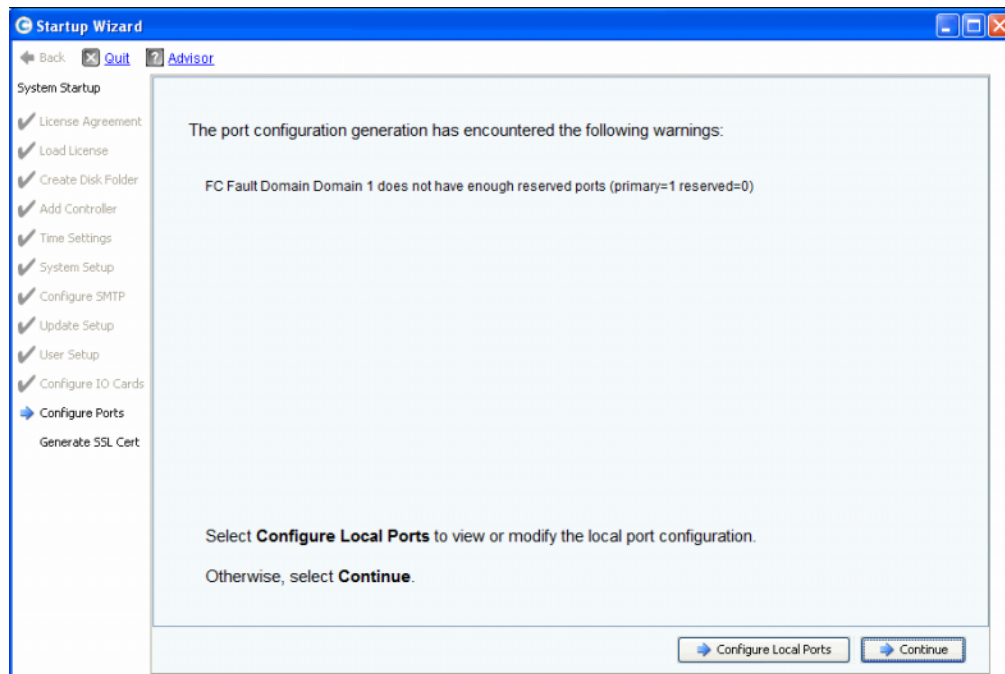 Startup Wizard
Back Quit Advisor
System Startup
License Agreement
Load License
Create Disk Folder
Add Controller
Time Settings
System Setup
Configure SMTP
Update Setup
User Setup
Configure IO Cards
Configure Ports
Generate SSL Cert
The port configuration generation has encountered the following warnings:
FC Fault Domain Domain 1 does not have enough reserved ports (primary=1 reserved=0)
Select Configure Local Ports to view or modify the local port configuration.
Otherwise, select Continue.
Configure Local Ports Continue